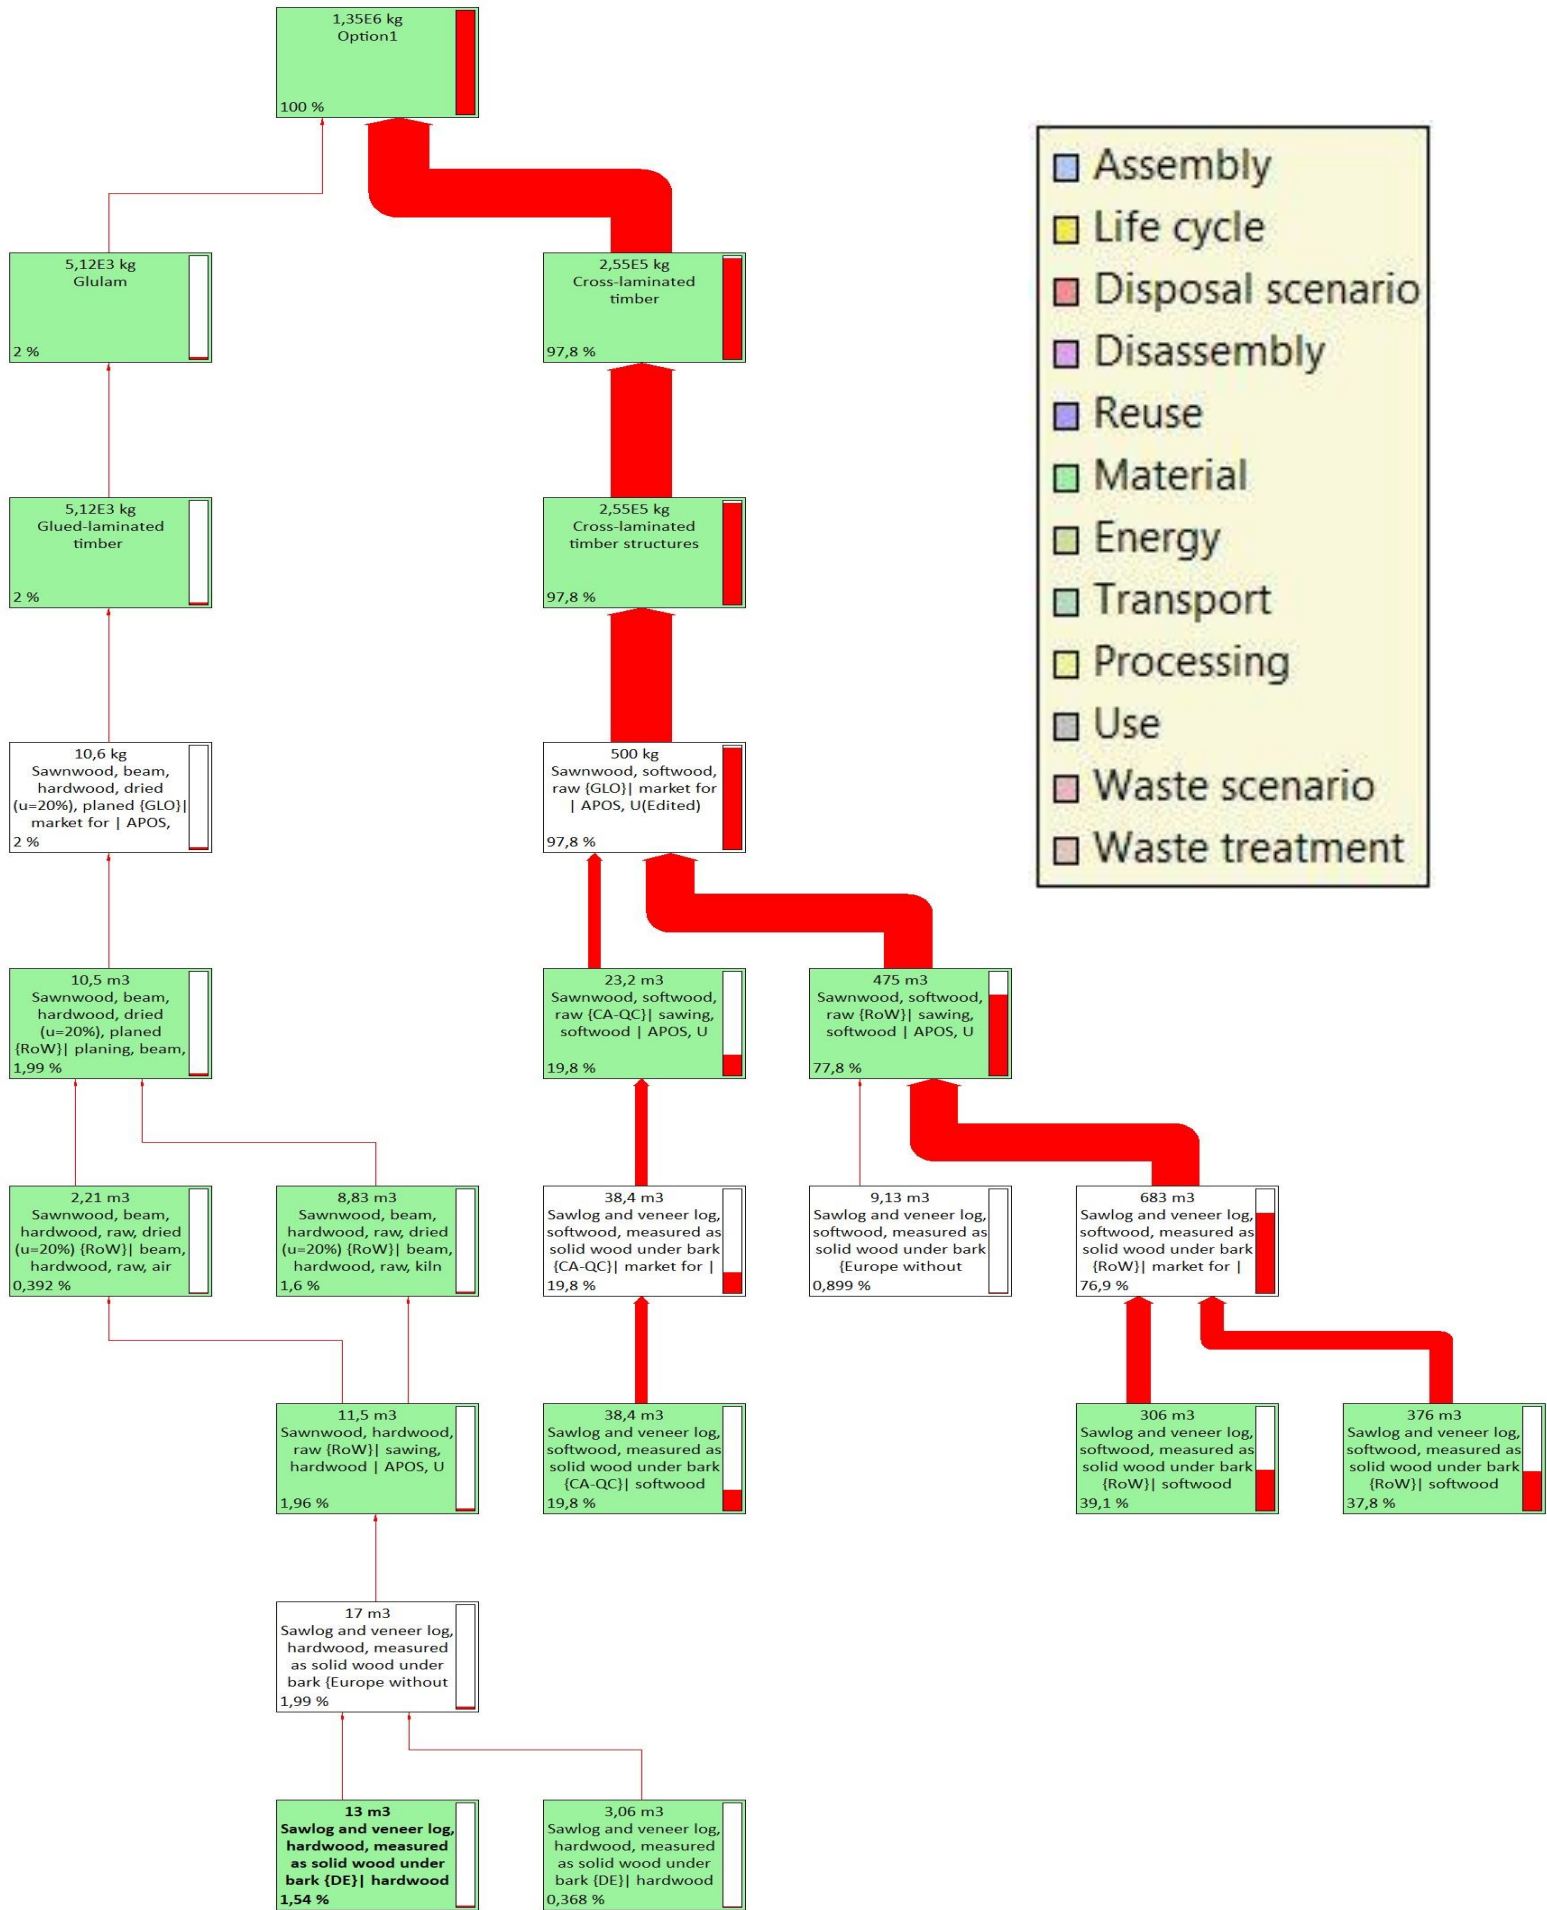 1,35E6 kg
Option1
100 %
5,12E3 kg
Glulam
2 %
2,55E5 kg
Cross-laminated
timber
97,8 %
5,12E3 kg
Glued-laminated
timber
2 %
2,55E5 kg
Cross-laminated
timber structures
97,8 %
10,6 kg
Sawnwood, beam,
hardwood, dried
(u=20%), planed {GLO}|
market for | APOS,
2 %
500 kg
Sawnwood, softwood,
raw {GLO}| market for
| APOS, U(Edited)
97,8 %
10,5 m3
Sawnwood, beam,
hardwood, dried
(u=20%), planed
{RoW}| planing, beam,
1,99 %
23,2 m3
Sawnwood, softwood,
raw {CA-QC}| sawing,
softwood | APOS, U
19,8 %
475 m3
Sawnwood, softwood,
raw {RoW}| sawing,
softwood | APOS, U
77,8 %
2,21 m3
Sawnwood, beam,
hardwood, raw, dried
(u=20%) {RoW}| beam,
hardwood, raw, air
0,392 %
8,83 m3
Sawnwood, beam,
hardwood, raw, dried
(u=20%) {RoW}| beam,
hardwood, raw, kiln
1,6 %
38,4 m3
Sawlog and veneer log,
softwood, measured as
solid wood under bark
{CA-QC}| market for |
19,8 %
9,13 m3
Sawlog and veneer log,
softwood, measured as
solid wood under bark
{Europe without
0,899 %
683 m3
Sawlog and veneer log,
softwood, measured as
solid wood under bark
{RoW}| market for |
76,9 %
11,5 m3
Sawnwood, hardwood,
raw {RoW}| sawing,
hardwood | APOS, U
1,96 %
38,4 m3
Sawlog and veneer log,
softwood, measured as
solid wood under bark
{CA-QC}| softwood
19,8 %
306 m3
Sawlog and veneer log,
softwood, measured as
solid wood under bark
{RoW}| softwood
39,1 %
376 m3
Sawlog and veneer log,
softwood, measured as
solid wood under bark
{RoW}| softwood
37,8 %
17 m3
Sawlog and veneer log,
hardwood, measured
as solid wood under
bark {Europe without
1,99 %
13 m3
Sawlog and veneer log,
hardwood, measured
as solid wood under
bark {DE}| hardwood
1,54 %
3,06 m3
Sawlog and veneer log,
hardwood, measured
as solid wood under
bark {DE}| hardwood
0,368 %
Assembly
Life cycle
Disposal scenario
Disassembly
Reuse
Material
Energy
Transport
Processing
Use
Waste scenario
Waste treatment